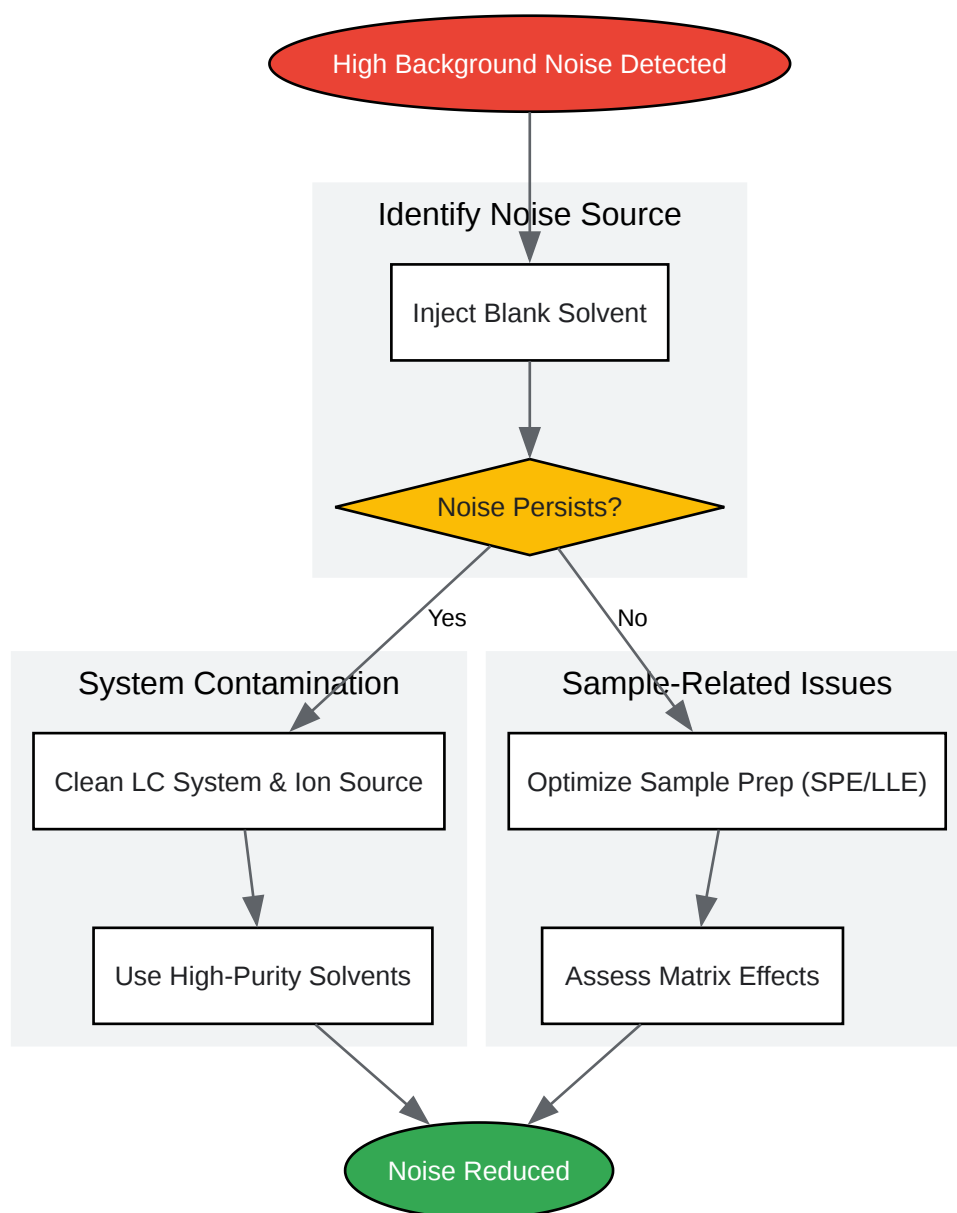 High Background Noise Detected
Identify Noise Source
Inject Blank Solvent
Noise Persists?
Yes
No
System Contamination
Sample-Related Issues
Clean LC System & Ion Source
Optimize Sample Prep (SPE/LLE)
Use High-Purity Solvents
Assess Matrix Effects
Noise Reduced